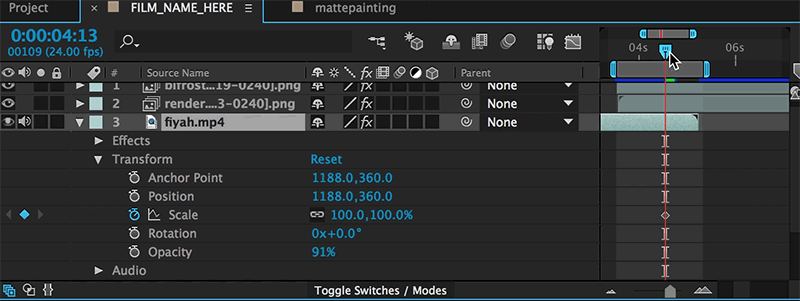 Project FILM_NAME_HERE mattepainting
0:00:04:13
00109 (24.00 fps)
04s 06s
# Source Name Parent
1 bifrost...19-0240].png None
2 render....3-0240].png None
3 fiyah.mp4 None
Effects
Transform Reset
Anchor Point 1188.0,360.0
Position 1188.0,360.0
Scale 100.0,100.0%
Rotation 0x+0.0°
Opacity 91%
Audio
Toggle Switches / Modes